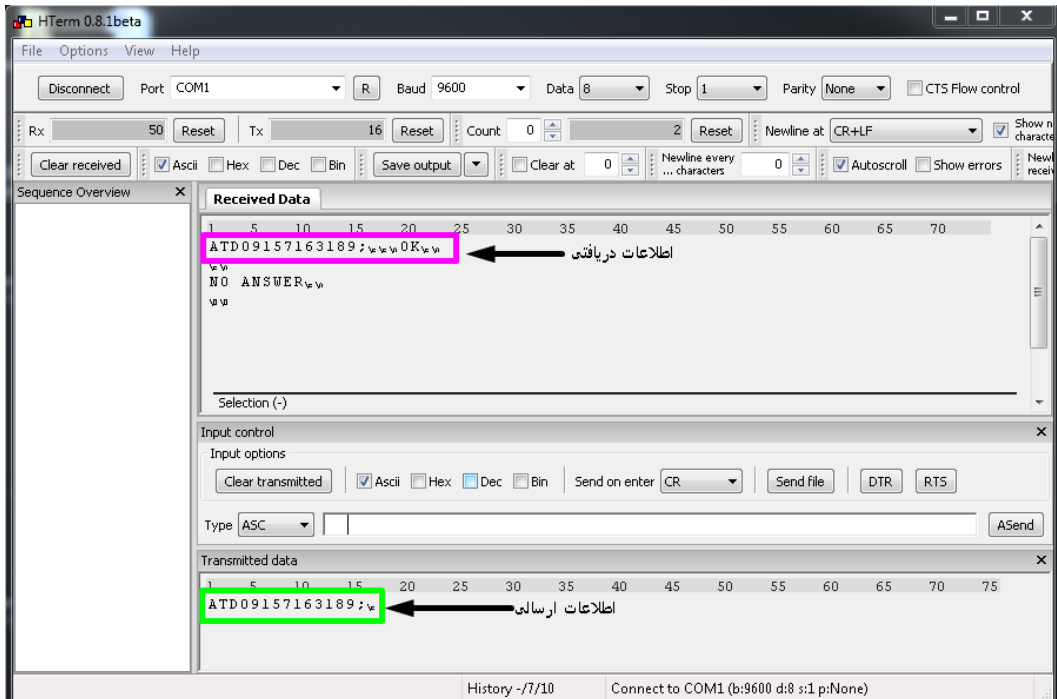 HTerm 0.8.1beta
File Options View Help
Disconnect Port COM1 R Baud 9600 Data 8 Stop 1 Parity None CTS Flow control
Rx 50 Reset Tx 16 Reset Count 0 2 Reset Newline at CR+LF Show n characte
Clear received Ascii Hex Dec Bin Save output Clear at 0 Newline every ... characters 0 Autoscroll Show errors Newl recei
Sequence Overview
Received Data
1 5 10 15 20 25 30 35 40 45 50 55 60 65 70
ATD09157163189;\r\r\nOK\r\n
اطلاعات دریافتی
\r\n
NO ANSWER\r\n
\n\n
Selection (-)
Input control
Input options
Clear transmitted Ascii Hex Dec Bin Send on enter CR Send file DTR RTS
Type ASC ASend
Transmitted data
1 5 10 15 20 25 30 35 40 45 50 55 60 65 70 75
ATD09157163189;\r
اطلاعات ارسالی
History -/7/10 Connect to COM1 (b:9600 d:8 s:1 p:None)